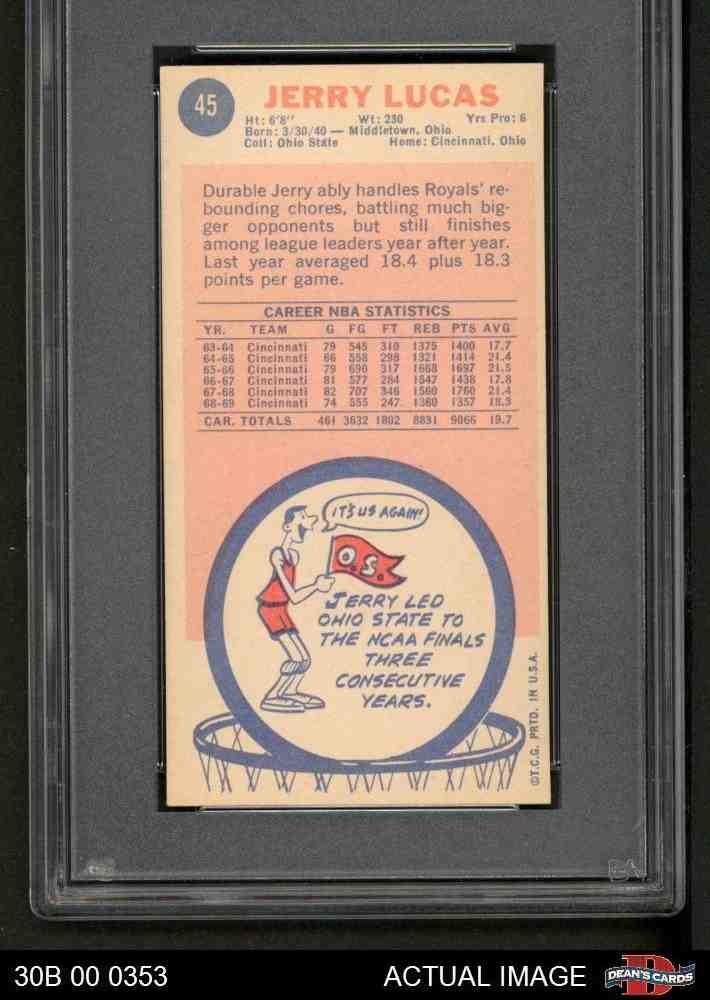 45
JERRY LUCAS
Ht: 6'8" Wt: 230 Yrs Pro: 6
Born: 3/30/40 — Middletown, Ohio
Coll: Ohio State Home: Cincinnati, Ohio
Durable Jerry ably handles Royals' re-
bounding chores, battling much big-
ger opponents but still finishes
among league leaders year after year.
Last year averaged 18.4 plus 18.3
points per game.
CAREER NBA STATISTICS
YR. TEAM G FG FT REB PTS AVG
63-64 Cincinnati 79 545 310 1375 1400 17.7
64-65 Cincinnati 66 558 298 1321 1414 21.4
65-66 Cincinnati 79 690 317 1668 1697 21.5
66-67 Cincinnati 81 577 284 1547 1438 17.8
67-68 Cincinnati 82 707 346 1560 1760 21.4
68-69 Cincinnati 74 555 247 1360 1357 18.3
CAR. TOTALS 461 3632 1802 8831 9066 19.7
IT'S US AGAIN!
O.S.
JERRY LED
OHIO STATE TO
THE NCAA FINALS
THREE
CONSECUTIVE
YEARS.
©T.C.G. PRTD. IN U.S.A.
30B 00 0353
ACTUAL IMAGE
DEAN'S CARDS